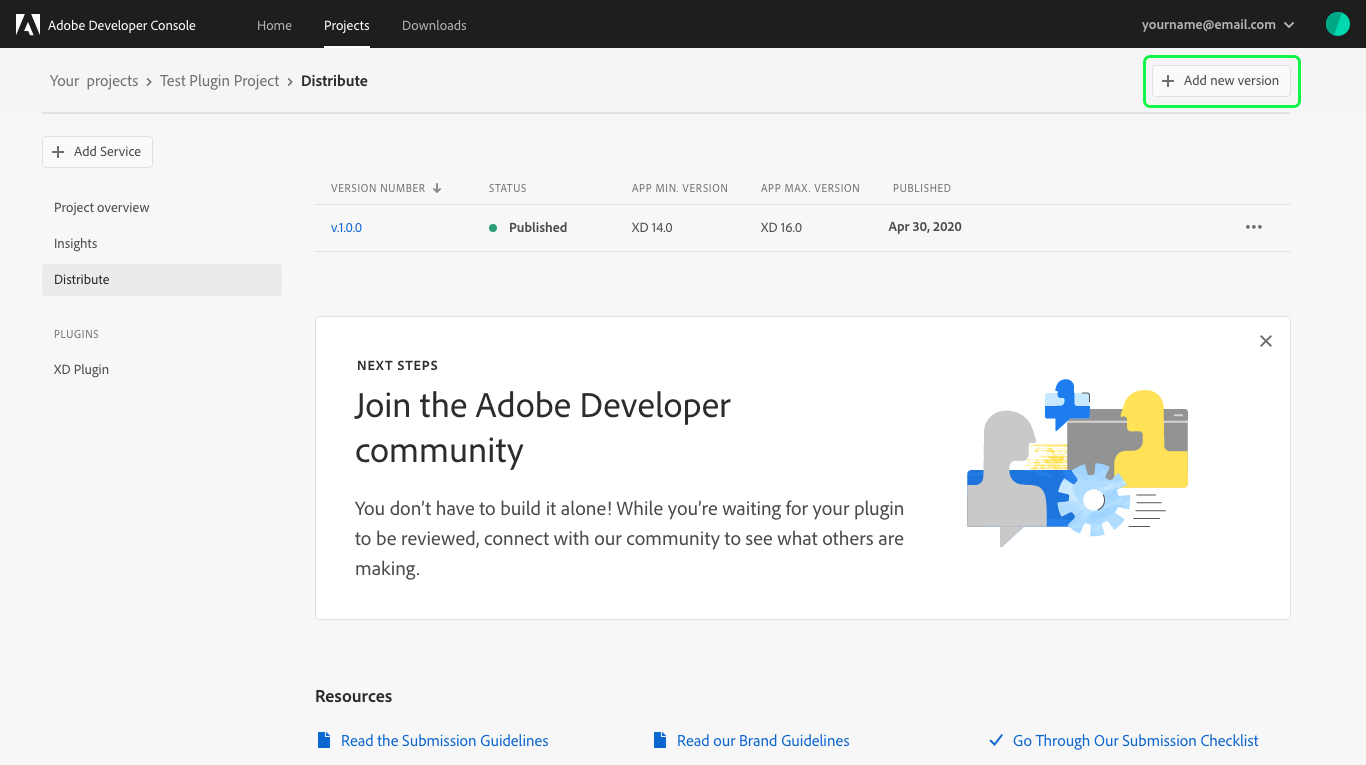 Adobe Developer Console Home Projects Downloads yourname@email.com
Your projects > Test Plugin Project > Distribute + Add new version
+ Add Service
Project overview
Insights
Distribute
PLUGINS
XD Plugin
VERSION NUMBER STATUS APP MIN. VERSION APP MAX. VERSION PUBLISHED
v.1.0.0 Published XD 14.0 XD 16.0 Apr 30, 2020
NEXT STEPS
Join the Adobe Developer
community
You don’t have to build it alone! While you’re waiting for your plugin
to be reviewed, connect with our community to see what others are
making.
Resources
Read the Submission Guidelines Read our Brand Guidelines Go Through Our Submission Checklist